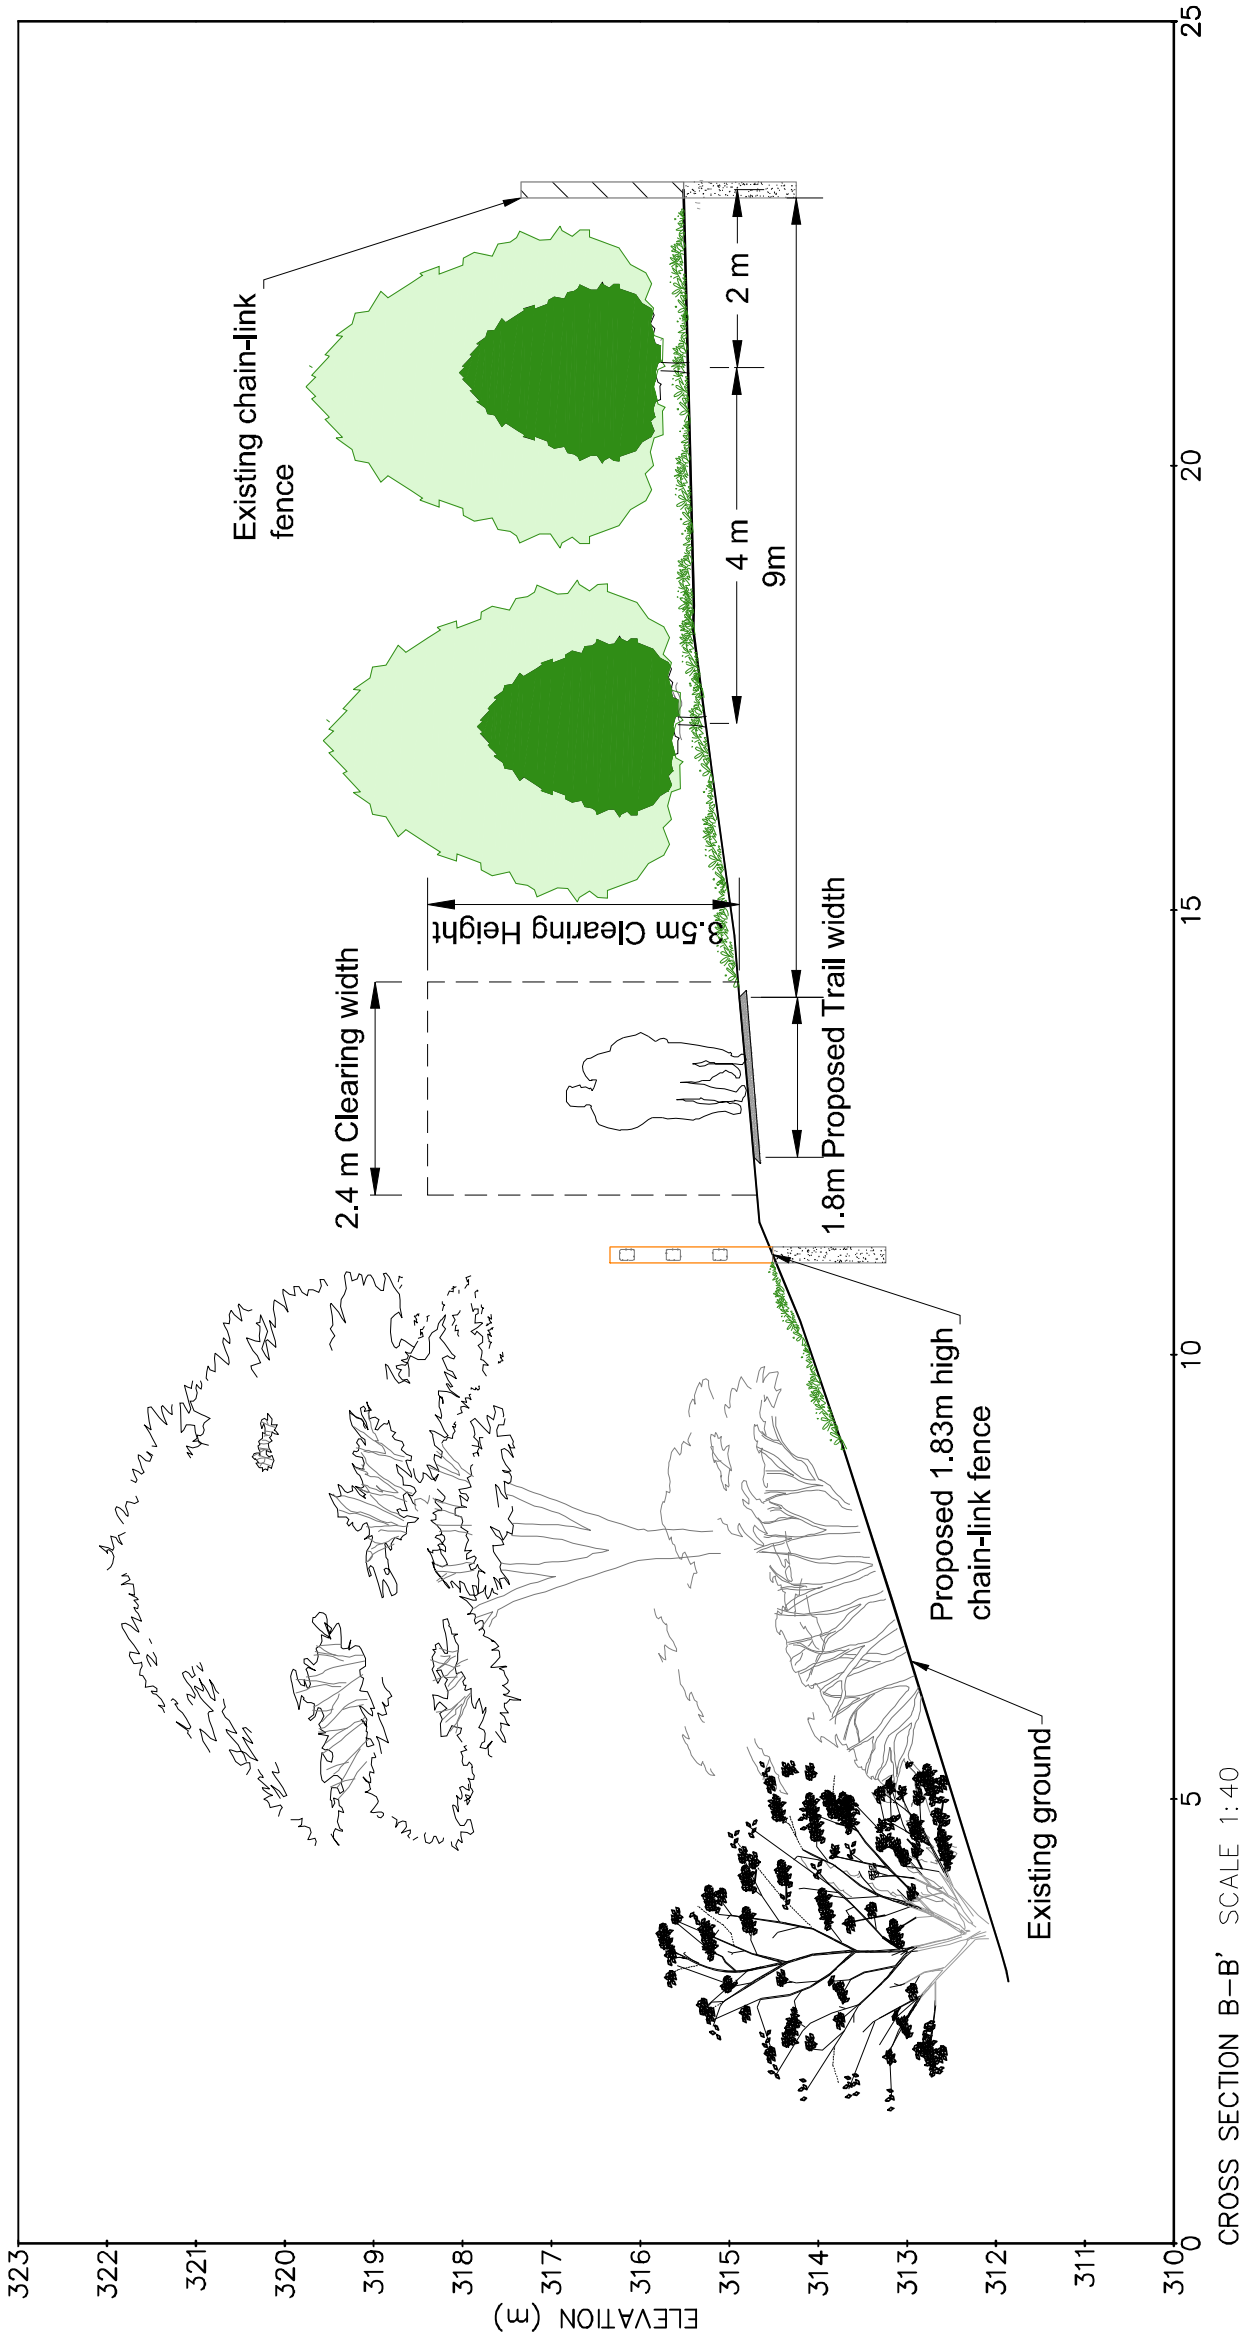 323
322
321
320
319
318
317
316
315
314
313
312
311
310
ELEVATION (m)
0
5
10
15
20
25
Existing chain-link
fence
2.4 m Clearing width
3.5m Clearing Height
2 m
4 m
9m
1.8m Proposed Trail width
Proposed 1.83m high
chain-link fence
Existing ground
CROSS SECTION B-B' SCALE 1:40